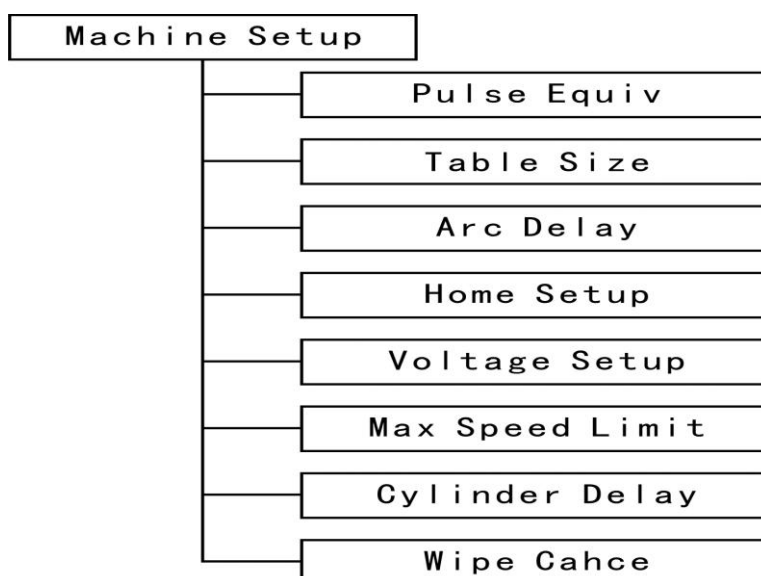 Machine Setup
Pulse Equiv
Table Size
Arc Delay
Home Setup
Voltage Setup
Max Speed Limit
Cylinder Delay
Wipe Cahce